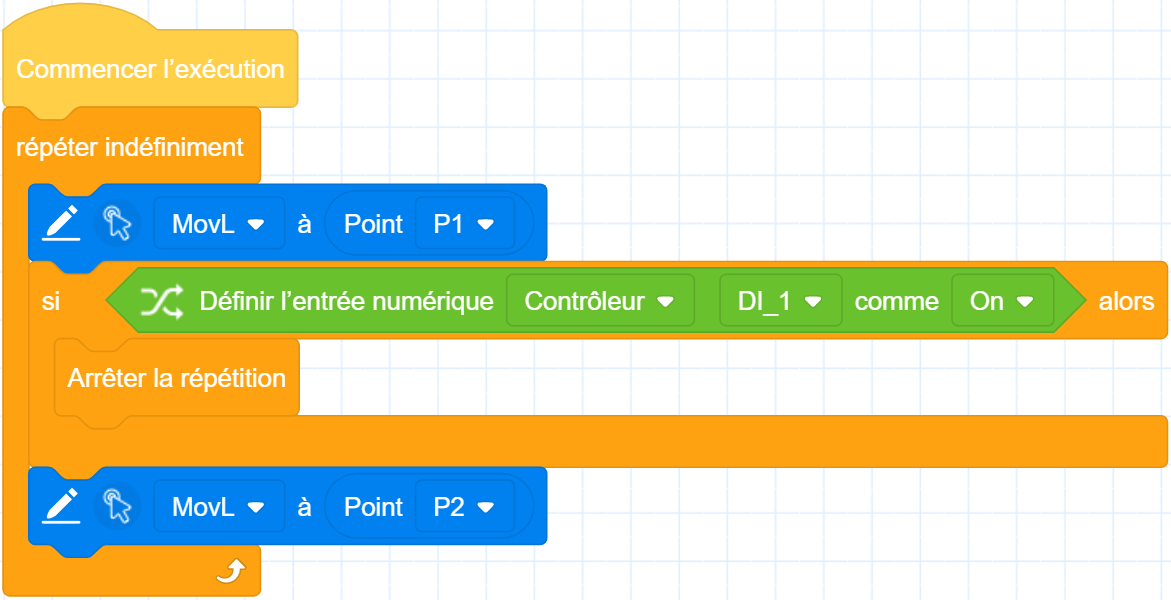 Commencer l’exécution
répéter indéfiniment
MovL à Point P1
si Définir l’entrée numérique Contrôleur DI_1 comme On alors
Arrêter la répétition
MovL à Point P2